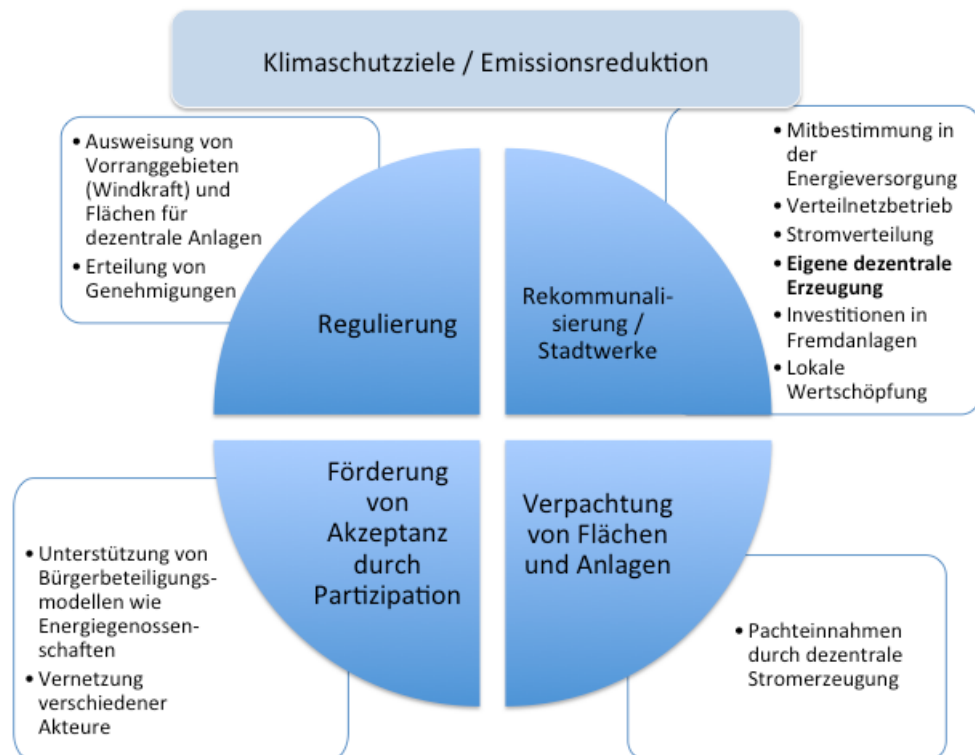 Klimaschutzziele / Emissionsreduktion
• Ausweisung von
Vorranggebieten
(Windkraft) und
Flächen für
dezentrale Anlagen
• Erteilung von
Genehmigungen
Regulierung
Rekommunali-
sierung /
Stadtwerke
• Mitbestimmung in
der
Energieversorgung
• Verteilnetzbetrieb
• Stromverteilung
• Eigene dezentrale
Erzeugung
• Investitionen in
Fremdanlagen
• Lokale
Wertschöpfung
• Unterstützung von
Bürgerbeteiligungs-
modellen wie
Energiegenossen-
schaften
• Vernetzung
verschiedener
Akteure
Förderung
von
Akzeptanz
durch
Partizipation
Verpachtung
von Flächen
und Anlagen
• Pachteinnahmen
durch dezentrale
Stromerzeugung